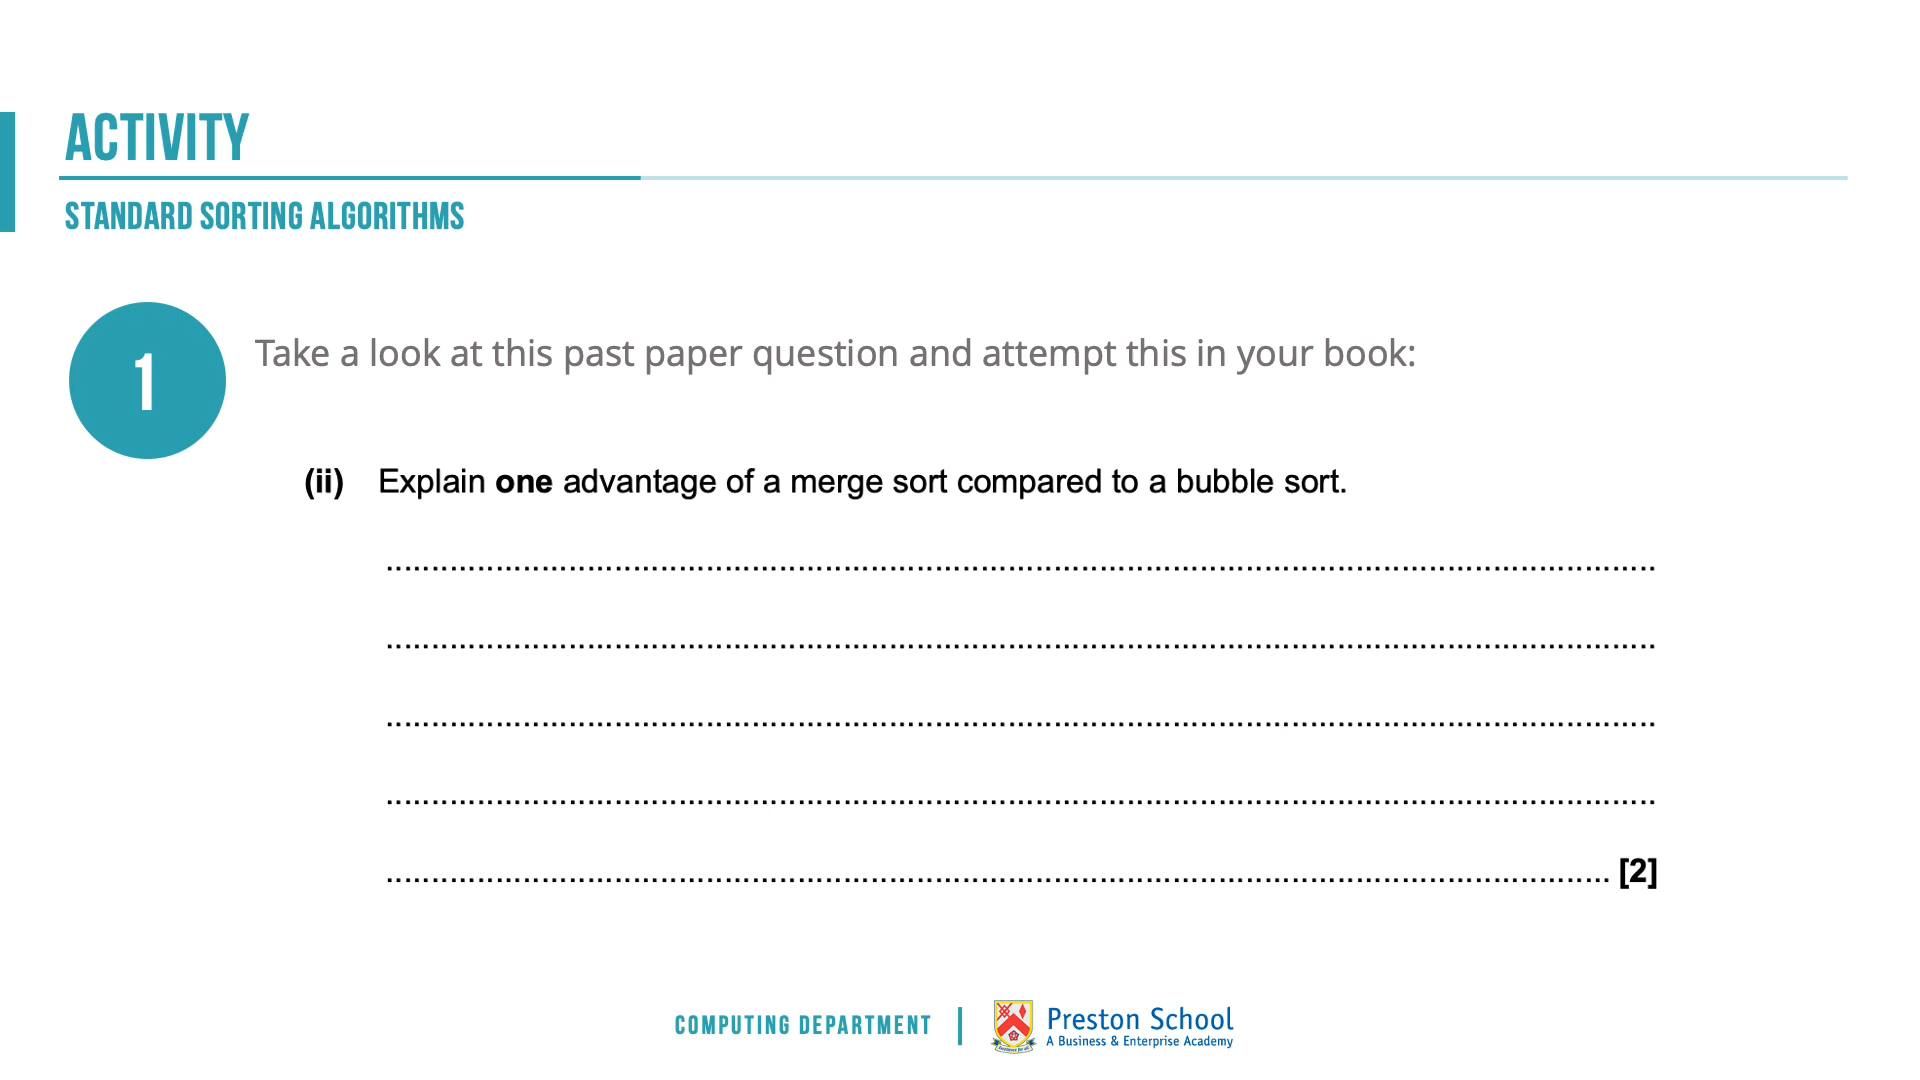 ACTIVITY
STANDARD SORTING ALGORITHMS
1
Take a look at this past paper question and attempt this in your book:
(ii) Explain one advantage of a merge sort compared to a bubble sort.
[2]
COMPUTING DEPARTMENT
Preston School
A Business & Enterprise Academy